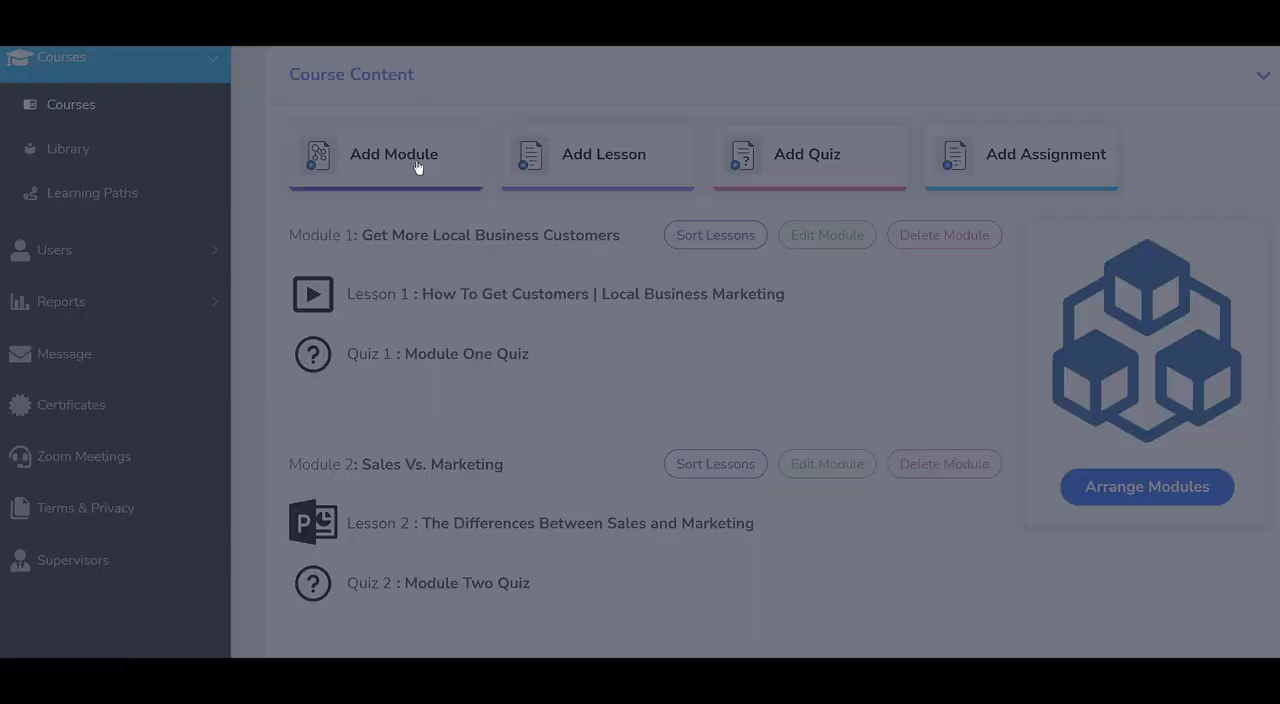 Courses
Courses
Library
Learning Paths
Users
Reports
Message
Certificates
Zoom Meetings
Terms & Privacy
Supervisors
Course Content
Add Module
Add Lesson
Add Quiz
Add Assignment
Module 1: Get More Local Business Customers
Sort Lessons
Edit Module
Delete Module
Lesson 1 : How To Get Customers | Local Business Marketing
Quiz 1 : Module One Quiz
Module 2: Sales Vs. Marketing
Sort Lessons
Edit Module
Delete Module
Lesson 2 : The Differences Between Sales and Marketing
Quiz 2 : Module Two Quiz
Arrange Modules